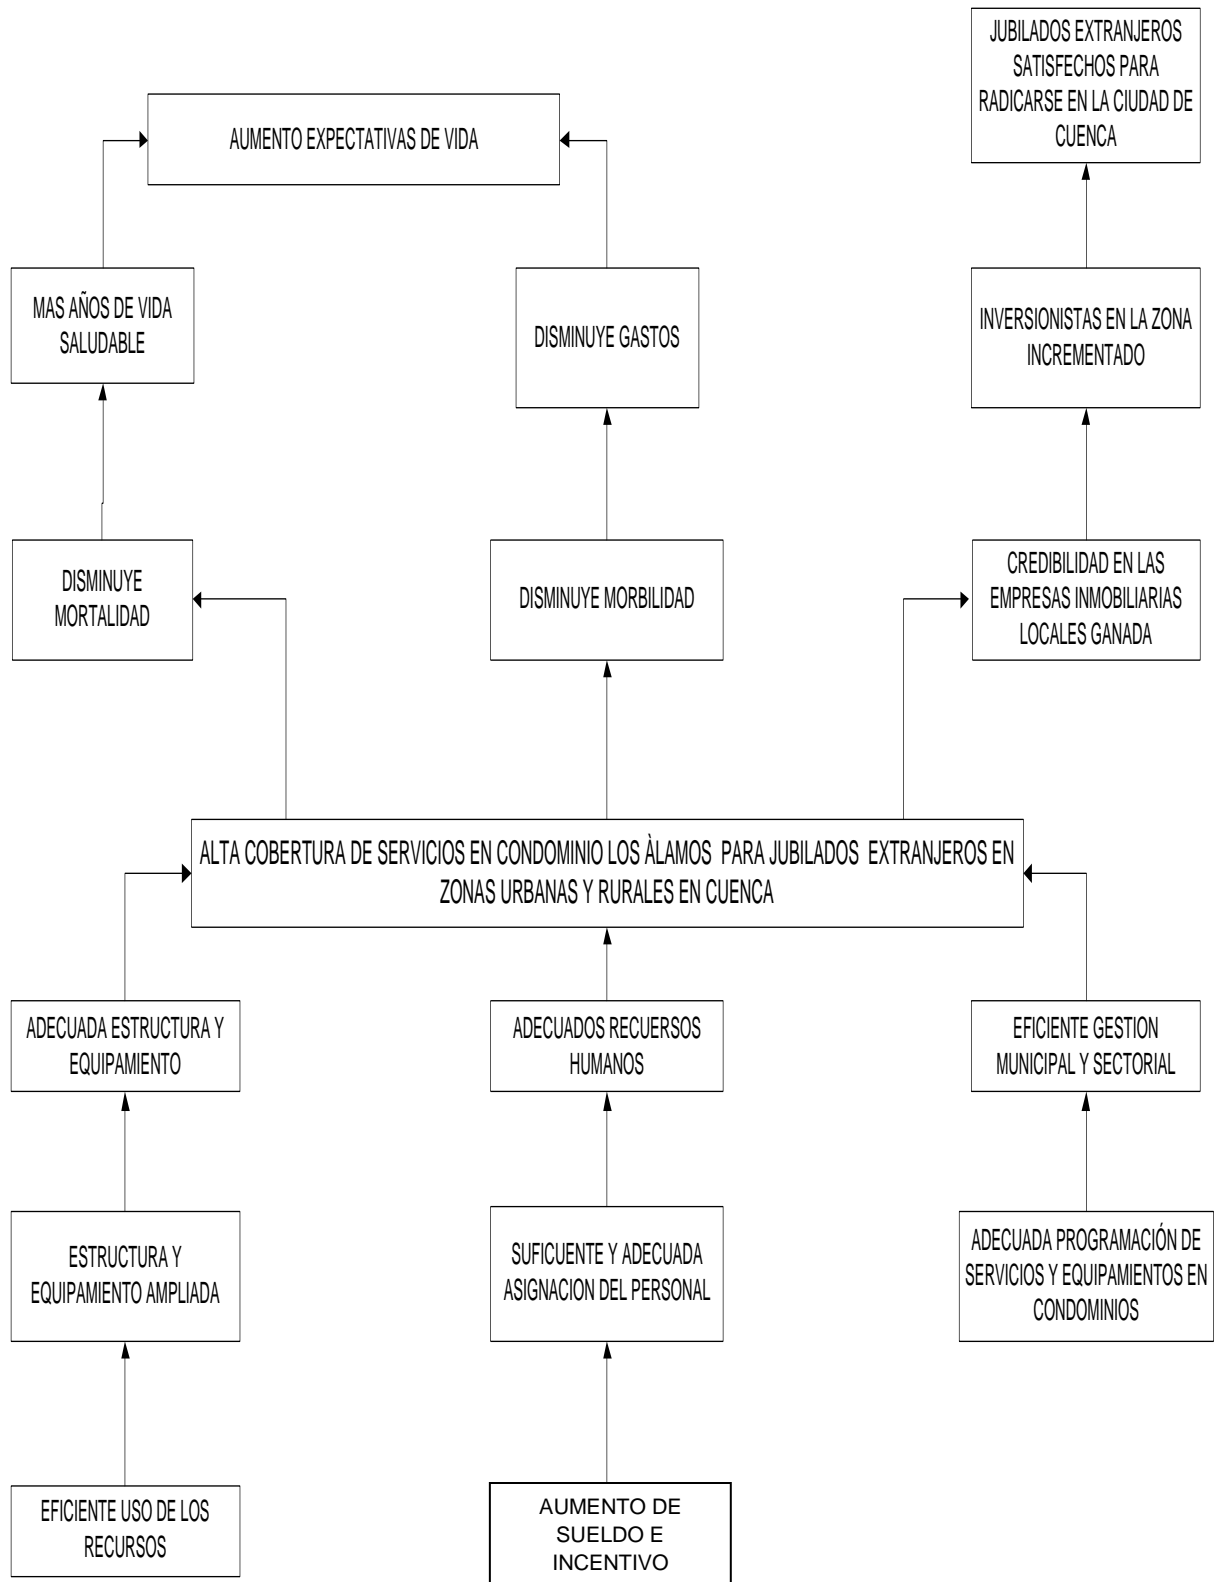 JUBILADOS EXTRANJEROS
SATISFECHOS PARA
RADICARSE EN LA CIUDAD DE
CUENCA
AUMENTO EXPECTATIVAS DE VIDA
MAS AÑOS DE VIDA
SALUDABLE
DISMINUYE GASTOS
INVERSIONISTAS EN LA ZONA
INCREMENTADO
DISMINUYE
MORTALIDAD
DISMINUYE MORBILIDAD
CREDIBILIDAD EN LAS
EMPRESAS INMOBILIARIAS
LOCALES GANADA
ALTA COBERTURA DE SERVICIOS EN CONDOMINIO LOS ÀLAMOS PARA JUBILADOS EXTRANJEROS EN
ZONAS URBANAS Y RURALES EN CUENCA
ADECUADA ESTRUCTURA Y
EQUIPAMIENTO
ADECUADOS RECUERSOS
HUMANOS
EFICIENTE GESTION
MUNICIPAL Y SECTORIAL
ESTRUCTURA Y
EQUIPAMIENTO AMPLIADA
SUFICUENTE Y ADECUADA
ASIGNACION DEL PERSONAL
ADECUADA PROGRAMACIÓN DE
SERVICIOS Y EQUIPAMIENTOS EN
CONDOMINIOS
EFICIENTE USO DE LOS
RECURSOS
AUMENTO DE
SUELDO E
INCENTIVO